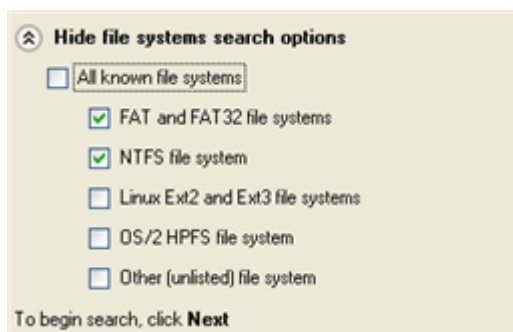 Hide file systems search options
All known file systems
FAT and FAT32 file systems
NTFS file system
Linux Ext2 and Ext3 file systems
OS/2 HPFS file system
Other (unlisted) file system
To begin search, click Next